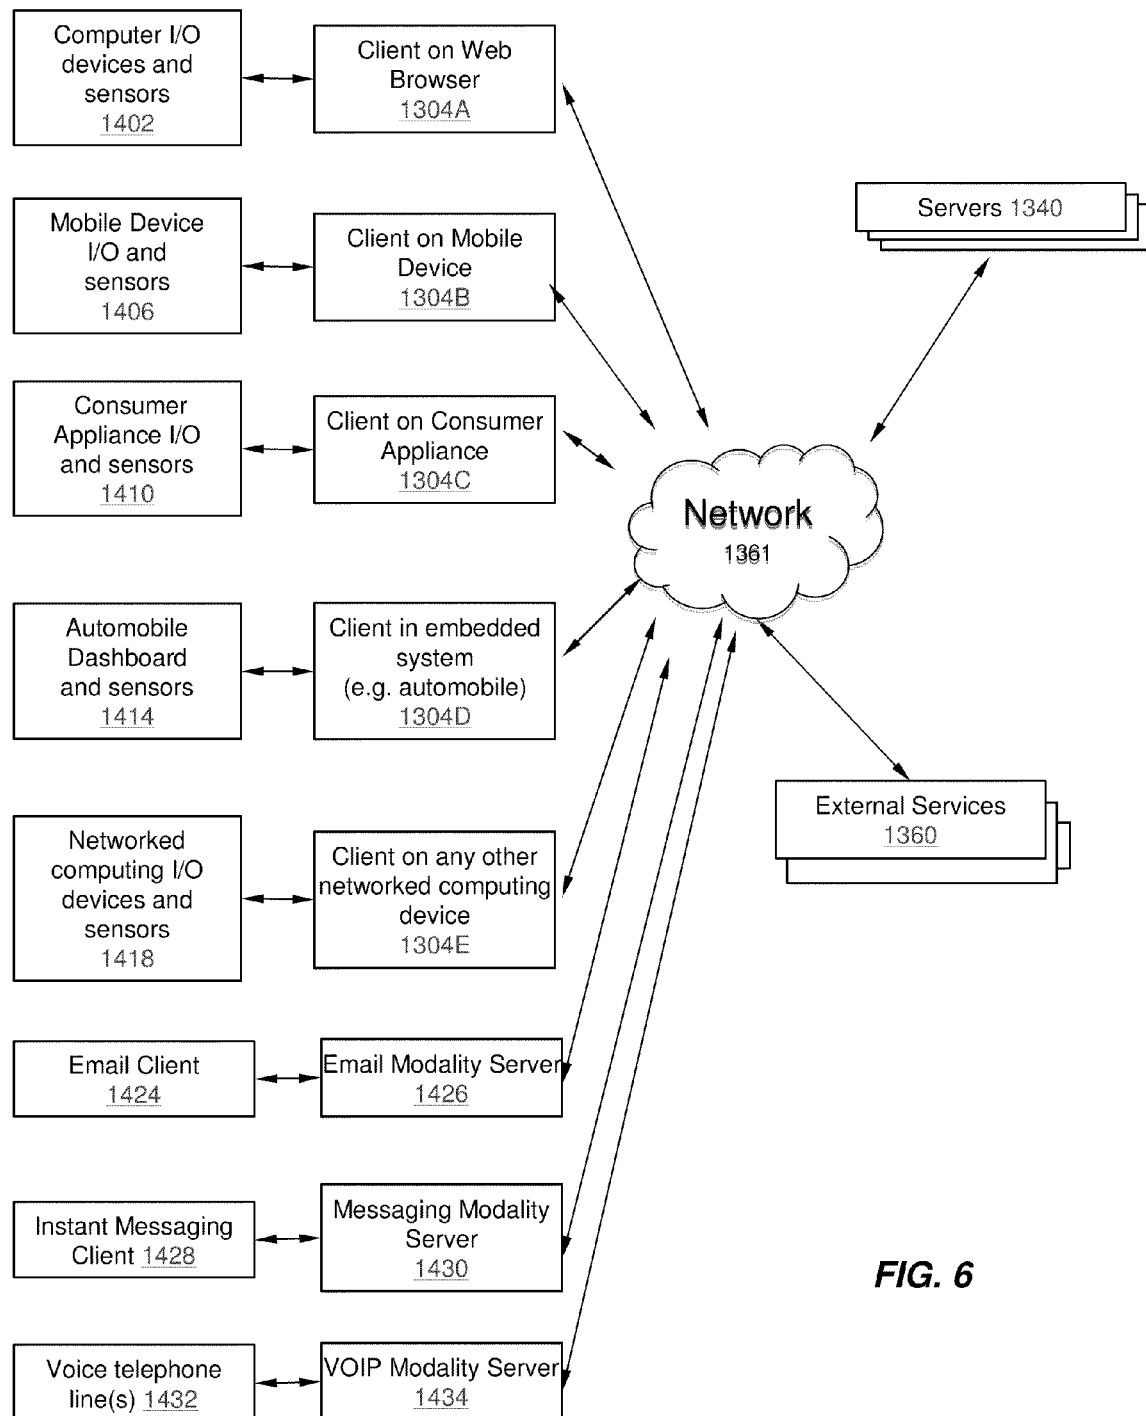 Computer I/O
devices and
sensors
1402
Client on Web
Browser
1304A
Mobile Device
I/O and
sensors
1406
Client on Mobile
Device
1304B
Servers 1340
Consumer
Appliance I/O
and sensors
1410
Client on Consumer
Appliance
1304C
Network
1361
Automobile
Dashboard
and sensors
1414
Client in embedded
system
(e.g. automobile)
1304D
Networked
computing I/O
devices and
sensors
1418
Client on any other
networked computing
device
1304E
External Services
1360
Email Client
1424
Email Modality Server
1426
Instant Messaging
Client 1428
Messaging Modality
Server
1430
FIG. 6
Voice telephone
line(s) 1432
VOIP Modality Server
1434